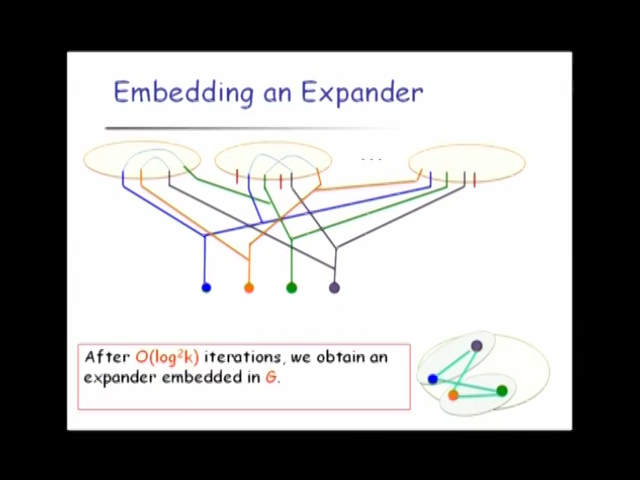 Embedding an Expander
...
After O(log²k) iterations, we obtain an
expander embedded in G.